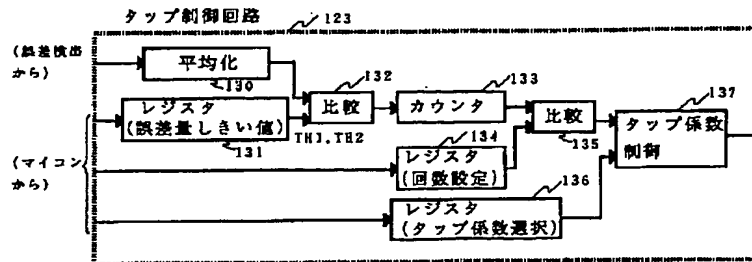 タップ制御回路
123
(誤差検出
から)
平均化
130
132
133
比較
カウンタ
137
レジスタ
(誤差量しきい値)
131
TH1,TH2
134
比較
135
タップ係数
制御
(マイコン
から)
レジスタ
(回数設定)
136
レジスタ
(タップ係数選択)